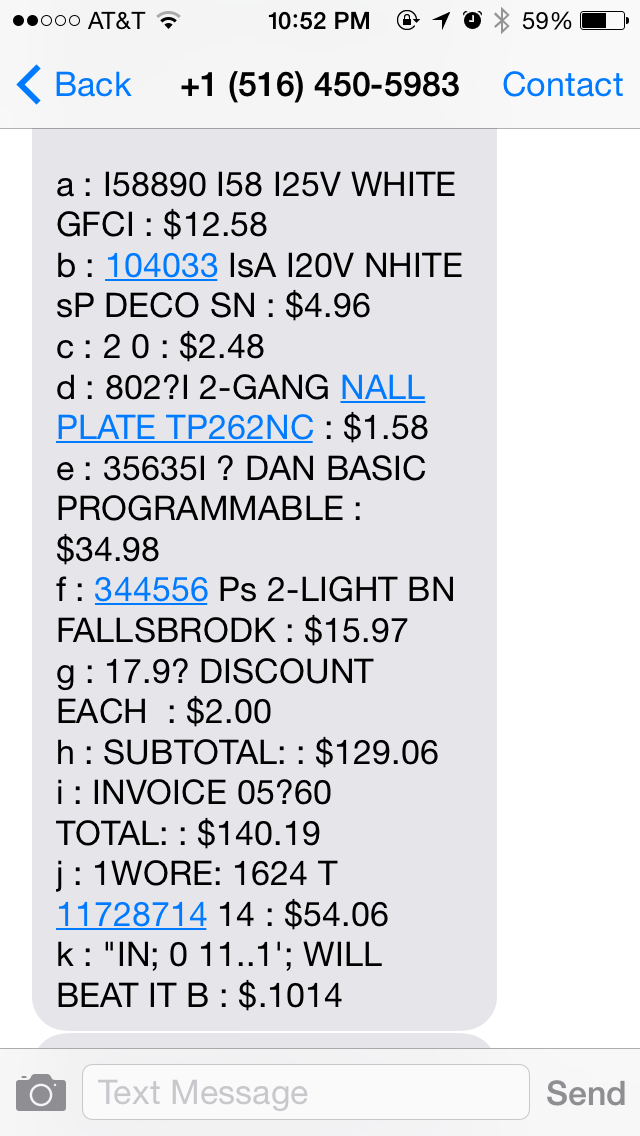 AT&T 10:52 PM 59%
Back +1 (516) 450-5983 Contact
a : I58890 I58 I25V WHITE
GFCI : $12.58
b : 104033 IsA I20V NHITE
sP DECO SN : $4.96
c : 2 0 : $2.48
d : 802?I 2-GANG NALL
PLATE TP262NC : $1.58
e : 35635I ? DAN BASIC
PROGRAMMABLE :
$34.98
f : 344556 Ps 2-LIGHT BN
FALLSBRODK : $15.97
g : 17.9? DISCOUNT
EACH  : $2.00
h : SUBTOTAL: : $129.06
i : INVOICE 05?60
TOTAL: : $140.19
j : 1WORE: 1624 T
11728714 14 : $54.06
k : "IN; 0 11..1'; WILL
BEAT IT B : $.1014
Text Message Send